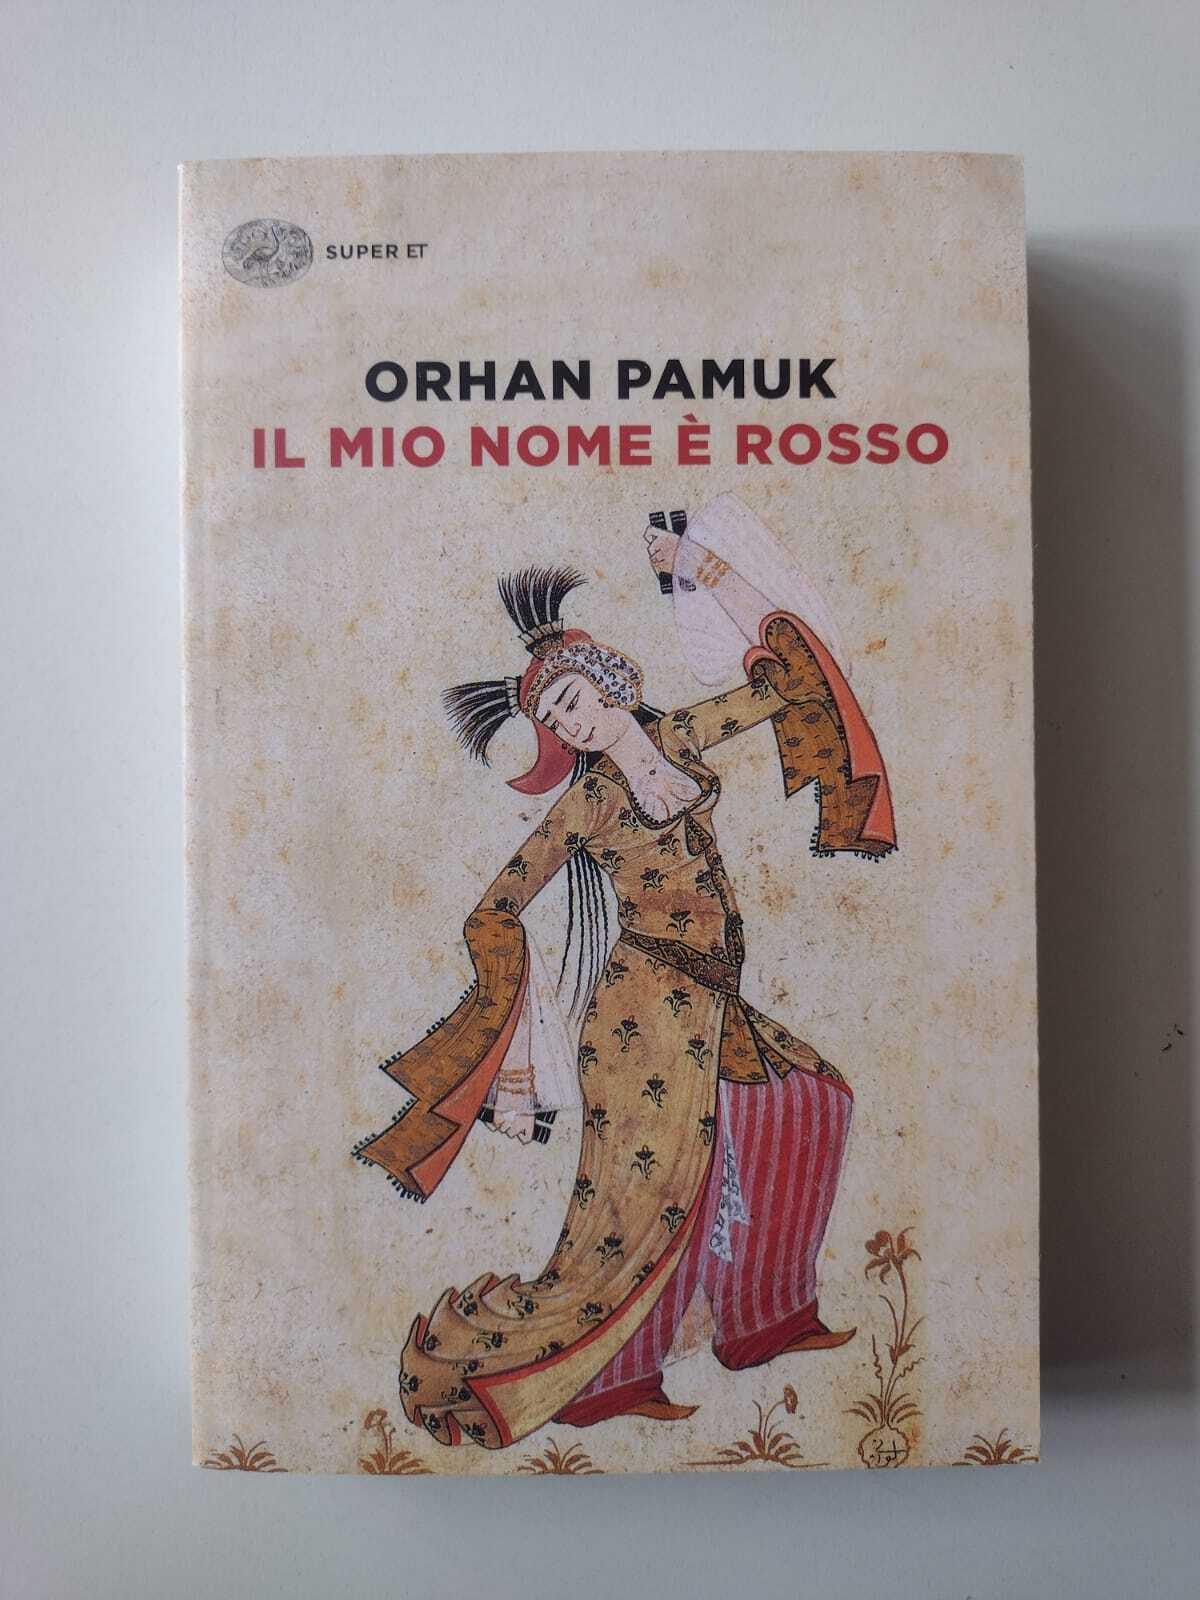 SUPER ET
ORHAN PAMUK
IL MIO NOME È ROSSO